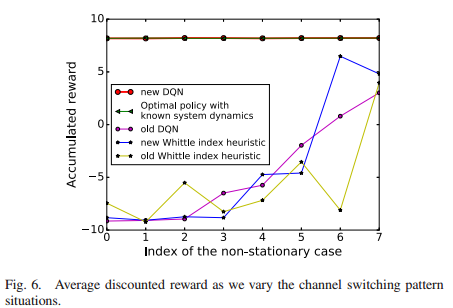 10
5
0
−5
−10
Accumulated reward
new DQN
Optimal policy with
known system dynamics
old DQN
new Whittle index heuristic
old Whittle index heuristic
0 1 2 3 4 5 6 7
Index of the non-stationary case
Fig. 6. Average discounted reward as we vary the channel switching pattern
situations.